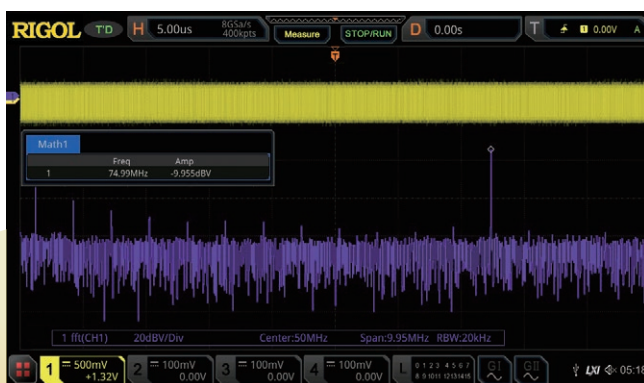 RIGOL T'D H 5.00us 8GSa/s 400kpts Measure STOP/RUN D 0.00s T 1 0.00V A
T
Math1
Freq Amp
1 74.99MHz -9.955dBV
1 fft(CH1) 20dBV/Div Center:50MHz Span:9.95MHz RBW:20kHz
1 500mV +1.32V 2 100mV 0.00V 3 100mV 0.00V 4 100mV 0.00V L 0 1 2 3 4 5 6 7 8 9 10 11 12 13 14 15 GI GII LXI